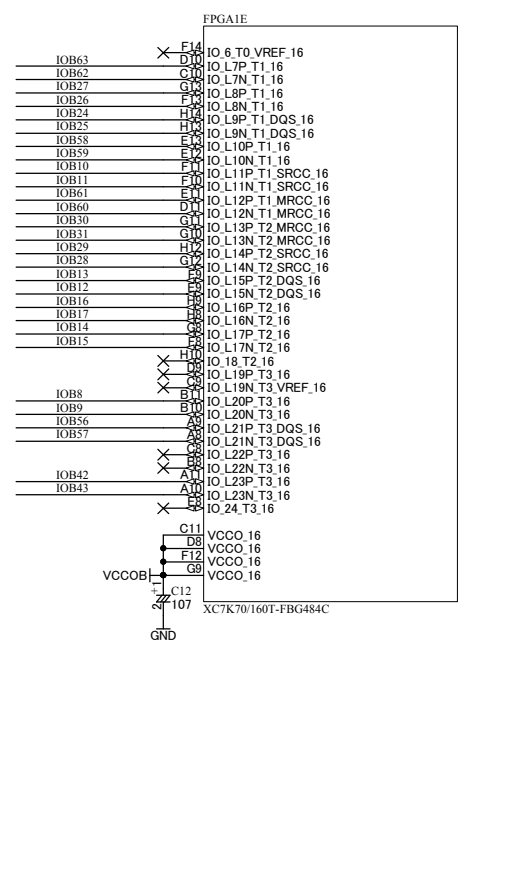 FPGA1E
F14 IO_6_T0_VREF_16
IOB63 D10 IO_L7P_T1_16
IOB62 C10 IO_L7N_T1_16
IOB27 G13 IO_L8P_T1_16
IOB26 F13 IO_L8N_T1_16
IOB24 H14 IO_L9P_T1_DQS_16
IOB25 H13 IO_L9N_T1_DQS_16
IOB58 E13 IO_L10P_T1_16
IOB59 E12 IO_L10N_T1_16
IOB10 F11 IO_L11P_T1_SRCC_16
IOB11 F10 IO_L11N_T1_SRCC_16
IOB61 E11 IO_L12P_T1_MRCC_16
IOB60 D11 IO_L12N_T1_MRCC_16
IOB30 G11 IO_L13P_T2_MRCC_16
IOB31 G10 IO_L13N_T2_MRCC_16
IOB29 H12 IO_L14P_T2_SRCC_16
IOB28 G12 IO_L14N_T2_SRCC_16
IOB13 F9 IO_L15P_T2_DQS_16
IOB12 E9 IO_L15N_T2_DQS_16
IOB16 H9 IO_L16P_T2_16
IOB17 H8 IO_L16N_T2_16
IOB14 G8 IO_L17P_T2_16
IOB15 F8 IO_L17N_T2_16
H10 IO_18_T2_16
D9 IO_L19P_T3_16
C9 IO_L19N_T3_VREF_16
IOB8 B11 IO_L20P_T3_16
IOB9 B10 IO_L20N_T3_16
IOB56 A9 IO_L21P_T3_DQS_16
IOB57 A8 IO_L21N_T3_DQS_16
C8 IO_L22P_T3_16
B8 IO_L22N_T3_16
IOB42 A11 IO_L23P_T3_16
IOB43 A10 IO_L23N_T3_16
E8 IO_24_T3_16
C11 VCCO_16
D8 VCCO_16
F12 VCCO_16
VCCOB G9 VCCO_16
+ 1 C12
2 107
XC7K70/160T-FBG484C
GND